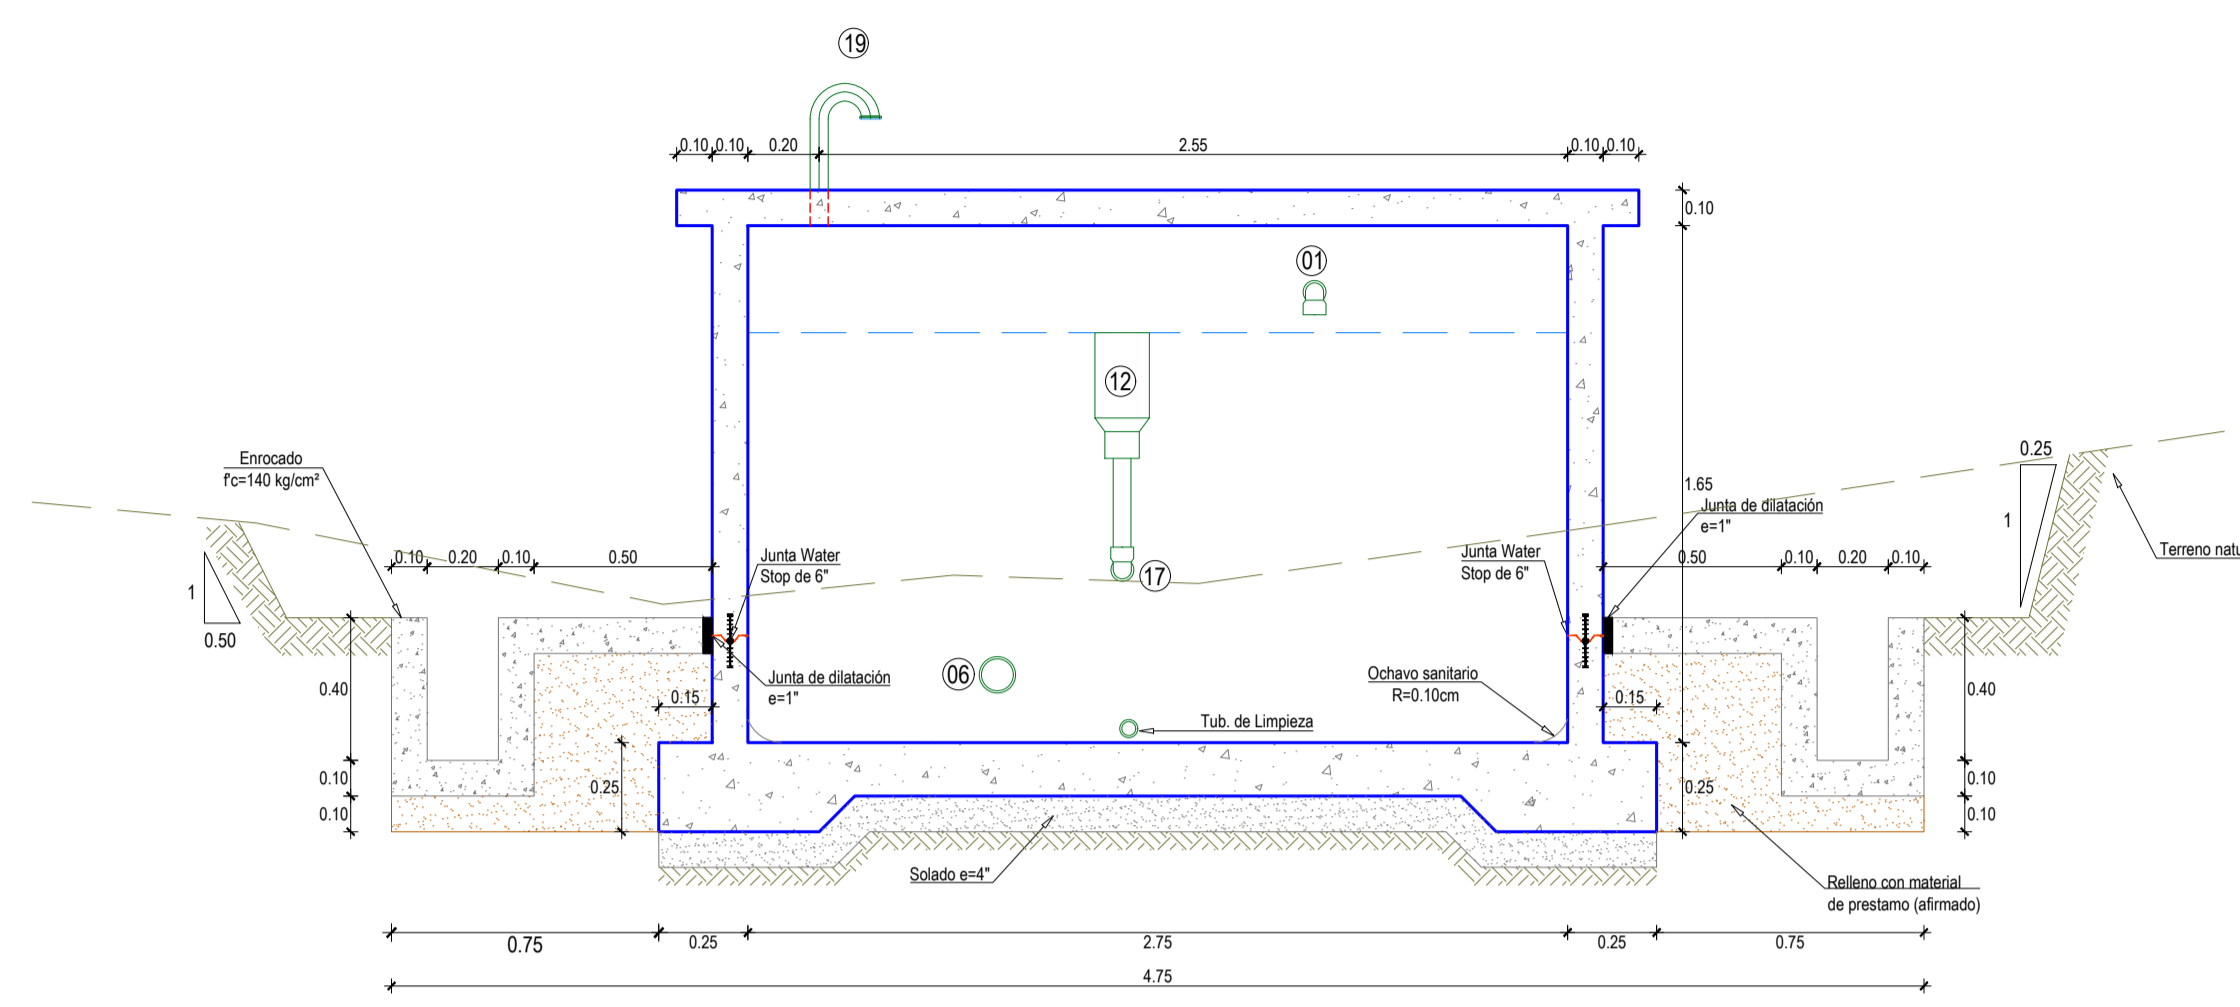 19
0.10
0.10
0.20
2.55
0.10
0.10
0.10
01
12
Enrocado
f'c=140 kg/cm²
0.25
1
1.65
Junta de dilatación
e=1"
Terreno natu
0.10
0.20
0.10
0.50
Junta Water
Stop de 6"
17
Junta Water
Stop de 6"
0.50
0.10
0.20
0.10
1
0.50
06
Junta de dilatación
e=1"
Ochavo sanitario
R=0.10cm
0.40
0.15
0.15
0.40
Tub. de Limpieza
0.10
0.25
0.25
0.10
0.10
0.10
Solado e=4"
Relleno con material
de prestamo (afirmado)
0.75
0.25
2.75
0.25
0.75
4.75